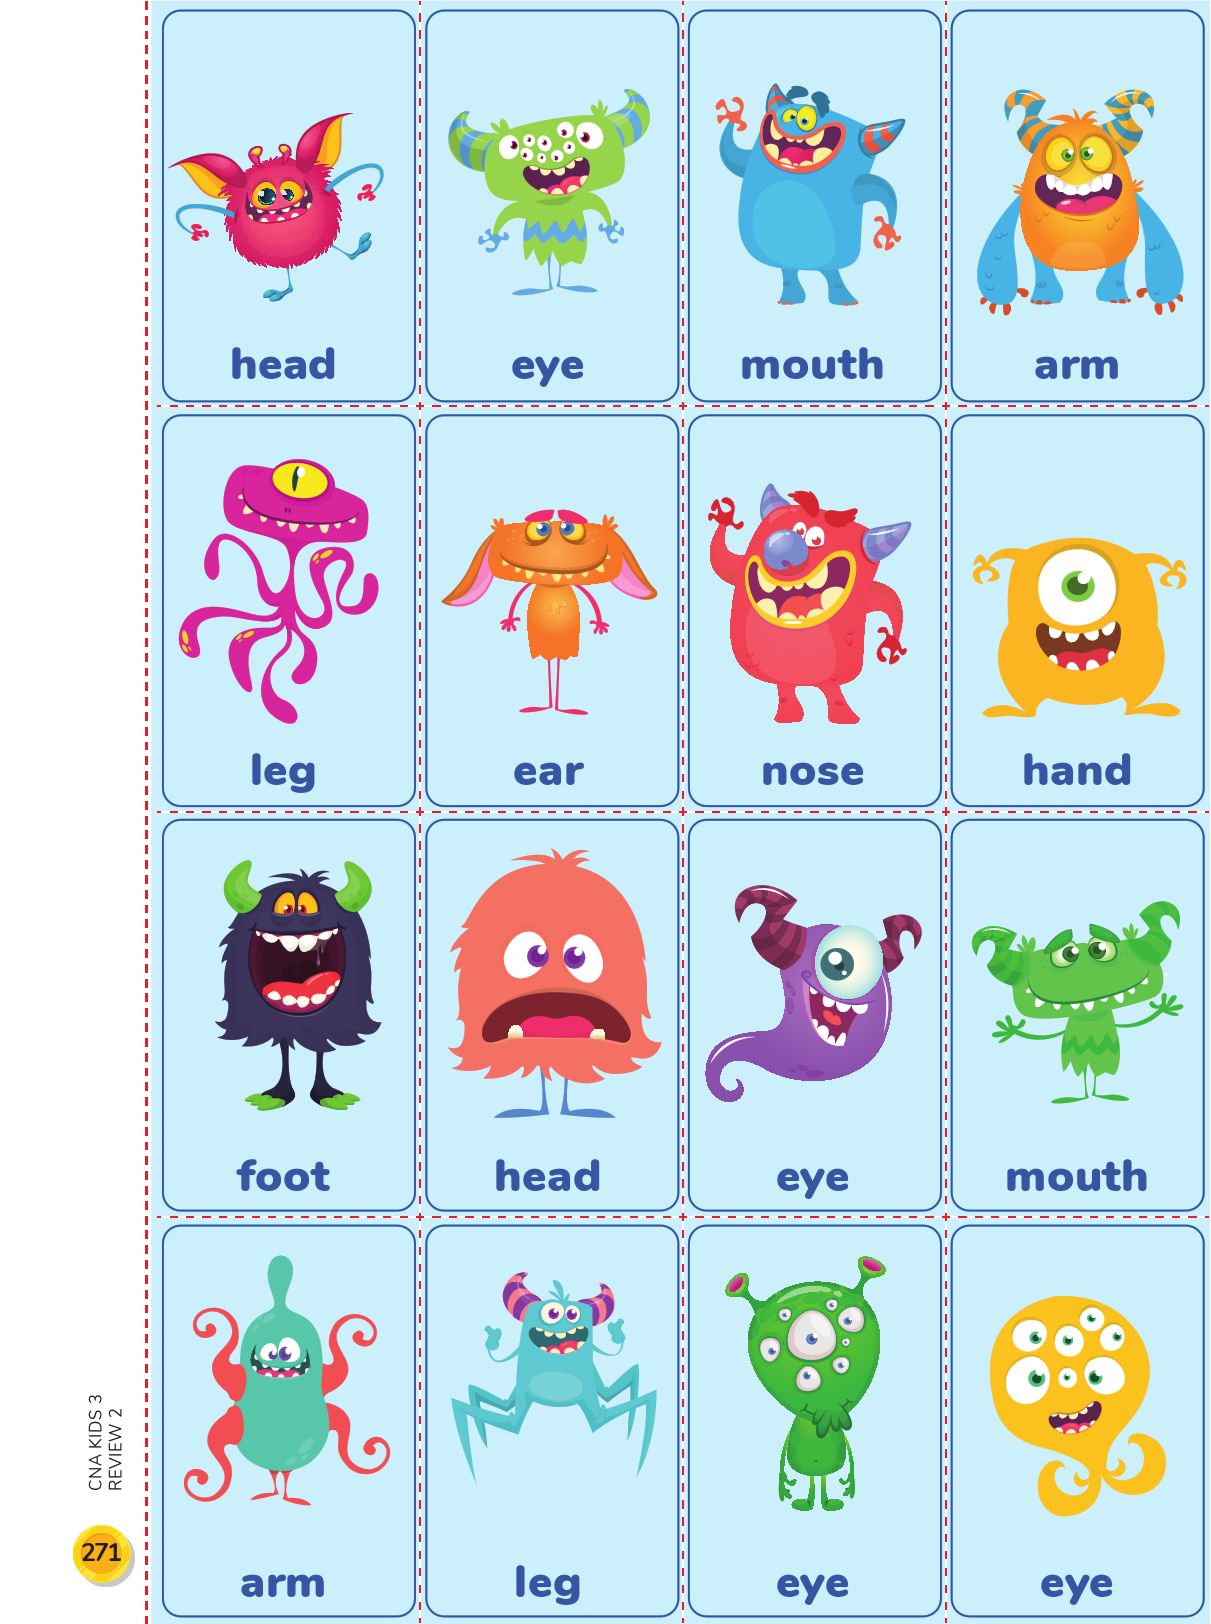 head
eye
mouth
arm
leg
ear
nose
hand
foot
head
eye
mouth
arm
leg
eye
eye
CNA KIDS 3
REVIEW 2
271